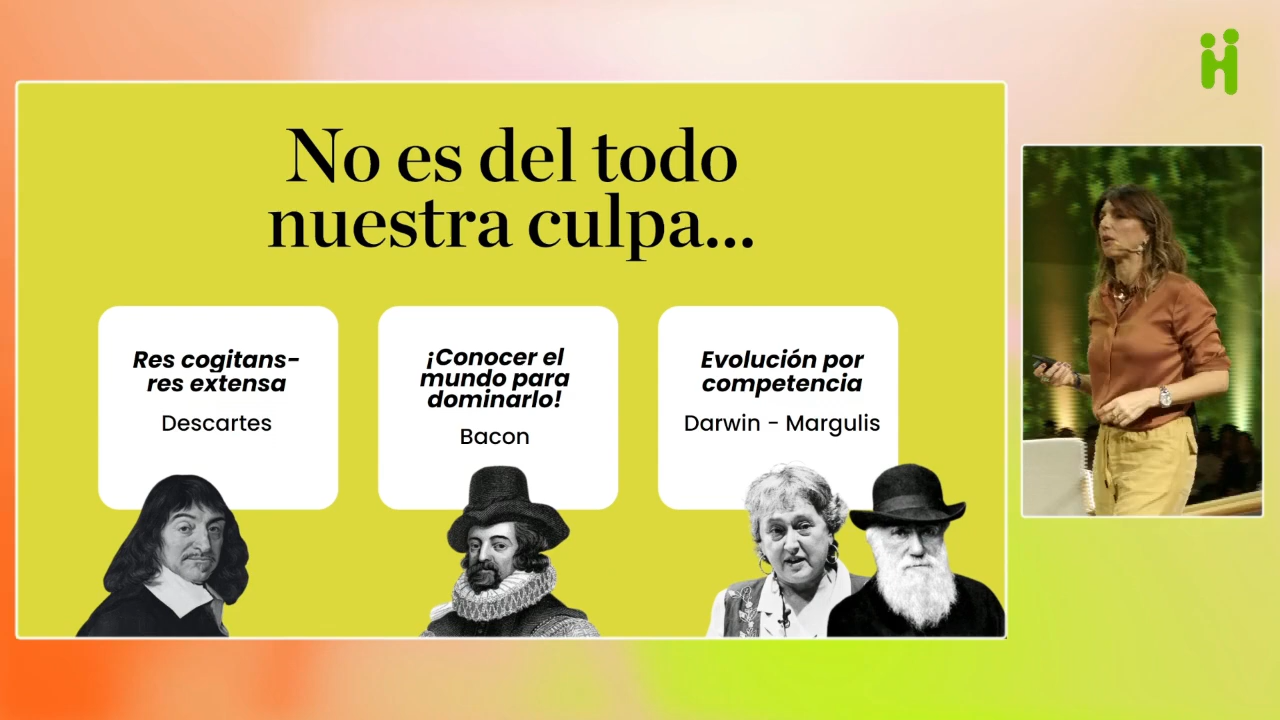 No es del todo
nuestra culpa...
Res cogitans-
res extensa
Descartes
¡Conocer el
mundo para
dominarlo!
Bacon
Evolución por
competencia
Darwin - Margulis